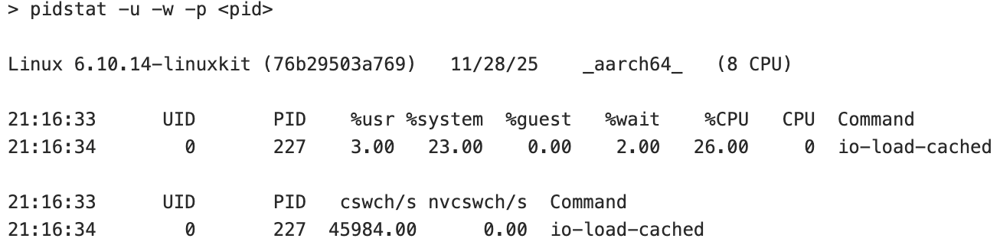 > pidstat -u -w -p <pid>
Linux 6.10.14-linuxkit (76b29503a769) 11/28/25 _aarch64_ (8 CPU)
21:16:33 UID PID %usr %system %guest %wait %CPU CPU Command
21:16:34 0 227 3.00 23.00 0.00 2.00 26.00 0 io-load-cached
21:16:33 UID PID cswch/s nvcswch/s Command
21:16:34 0 227 45984.00 0.00 io-load-cached